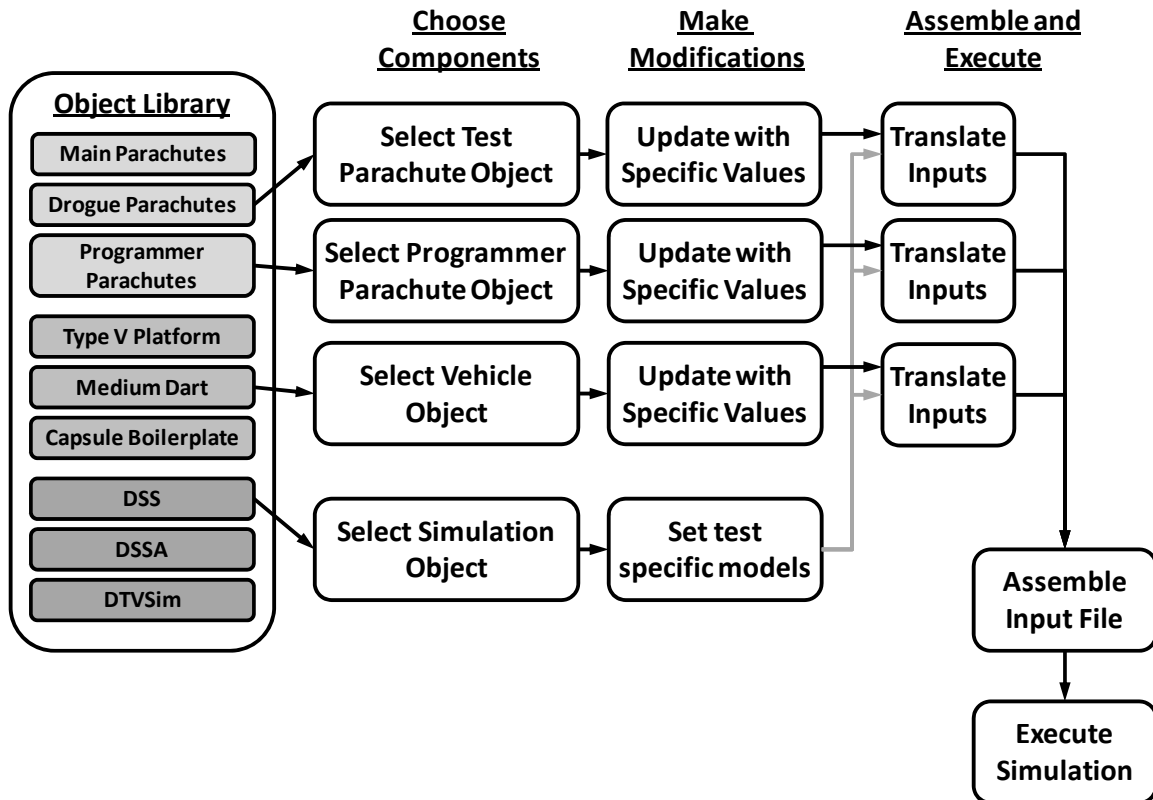 Choose
Components
Make
Modifications
Assemble and
Execute
Object Library
Main Parachutes
Drogue Parachutes
Programmer
Parachutes
Type V Platform
Medium Dart
Capsule Boilerplate
DSS
DSSA
DTVSim
Select Test
Parachute Object
Update with
Specific Values
Translate
Inputs
Select Programmer
Parachute Object
Update with
Specific Values
Translate
Inputs
Select Vehicle
Object
Update with
Specific Values
Translate
Inputs
Select Simulation
Object
Set test
specific models
Assemble
Input File
Execute
Simulation